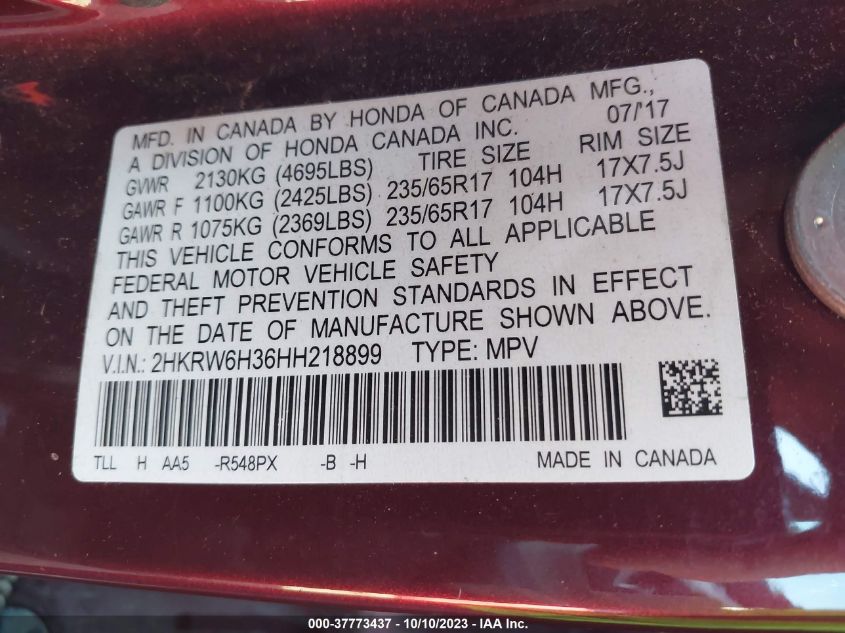 MFD. IN CANADA BY HONDA OF CANADA MFG.,
A DIVISION OF HONDA CANADA INC. 07/'17
GVWR 2130KG (4695LBS) TIRE SIZE RIM SIZE
GAWR F 1100KG (2425LBS) 235/65R17 104H 17X7.5J
GAWR R 1075KG (2369LBS) 235/65R17 104H 17X7.5J
THIS VEHICLE CONFORMS TO ALL APPLICABLE
FEDERAL MOTOR VEHICLE SAFETY
AND THEFT PREVENTION STANDARDS IN EFFECT
ON THE DATE OF MANUFACTURE SHOWN ABOVE.
V.I.N.: 2HKRW6H36HH218899 TYPE: MPV
TLL H AA5 -R548PX -B -H MADE IN CANADA
000-37773437 - 10/10/2023 - IAA Inc.